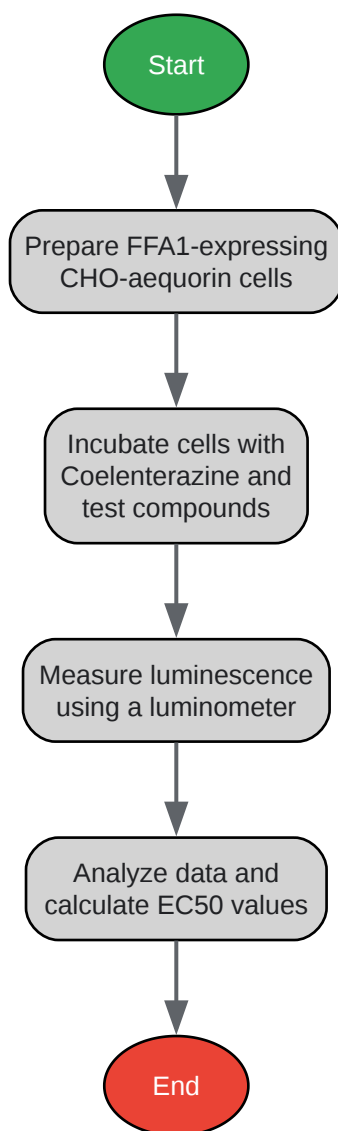 Start
Prepare FFA1-expressing
CHO-aequorin cells
Incubate cells with
Coelenterazine and
test compounds
Measure luminescence
using a luminometer
Analyze data and
calculate EC50 values
End